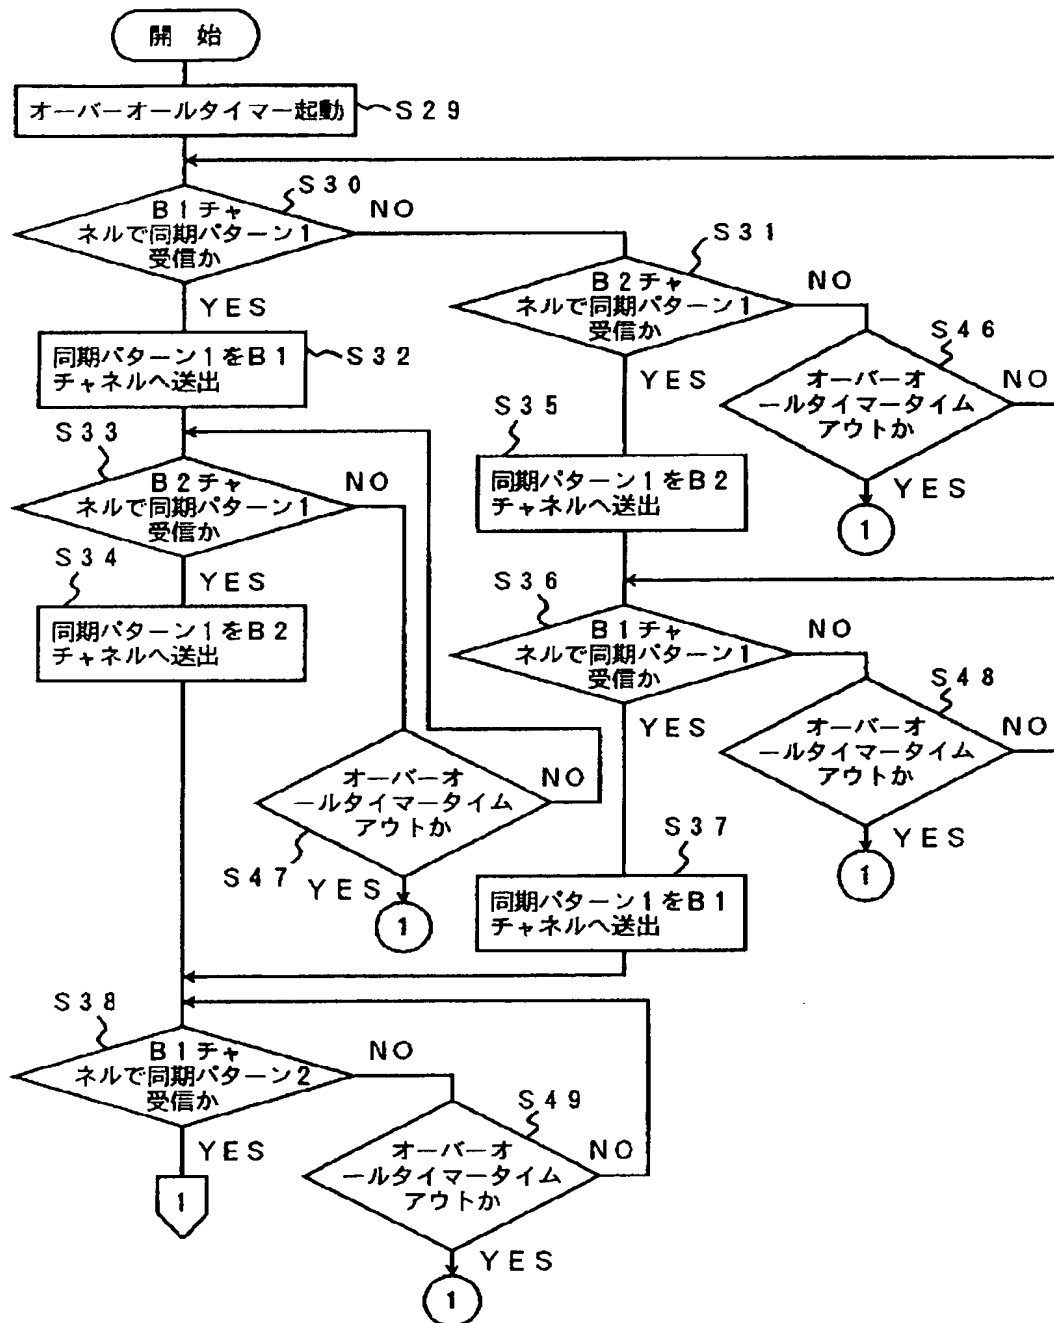 開 始
オーバーオールタイマー起動
S29
S30
B1チャ
ネルで同期パターン1
受信か
NO
YES
S31
B2チャ
ネルで同期パターン1
受信か
NO
YES
S46
オーバーオ
ールタイマータイム
アウトか
NO
YES
1
同期パターン1をB1
チャネルへ送出
S32
S33
B2チャ
ネルで同期パターン1
受信か
NO
YES
S35
同期パターン1をB2
チャネルへ送出
S34
同期パターン1をB2
チャネルへ送出
S36
B1チャ
ネルで同期パターン1
受信か
NO
YES
S48
オーバーオ
ールタイマータイム
アウトか
NO
YES
1
オーバーオ
ールタイマータイム
アウトか
NO
S47
YES
1
S37
同期パターン1をB1
チャネルへ送出
S38
B1チャ
ネルで同期パターン2
受信か
NO
YES
1
S49
オーバーオ
ールタイマータイム
アウトか
NO
YES
1